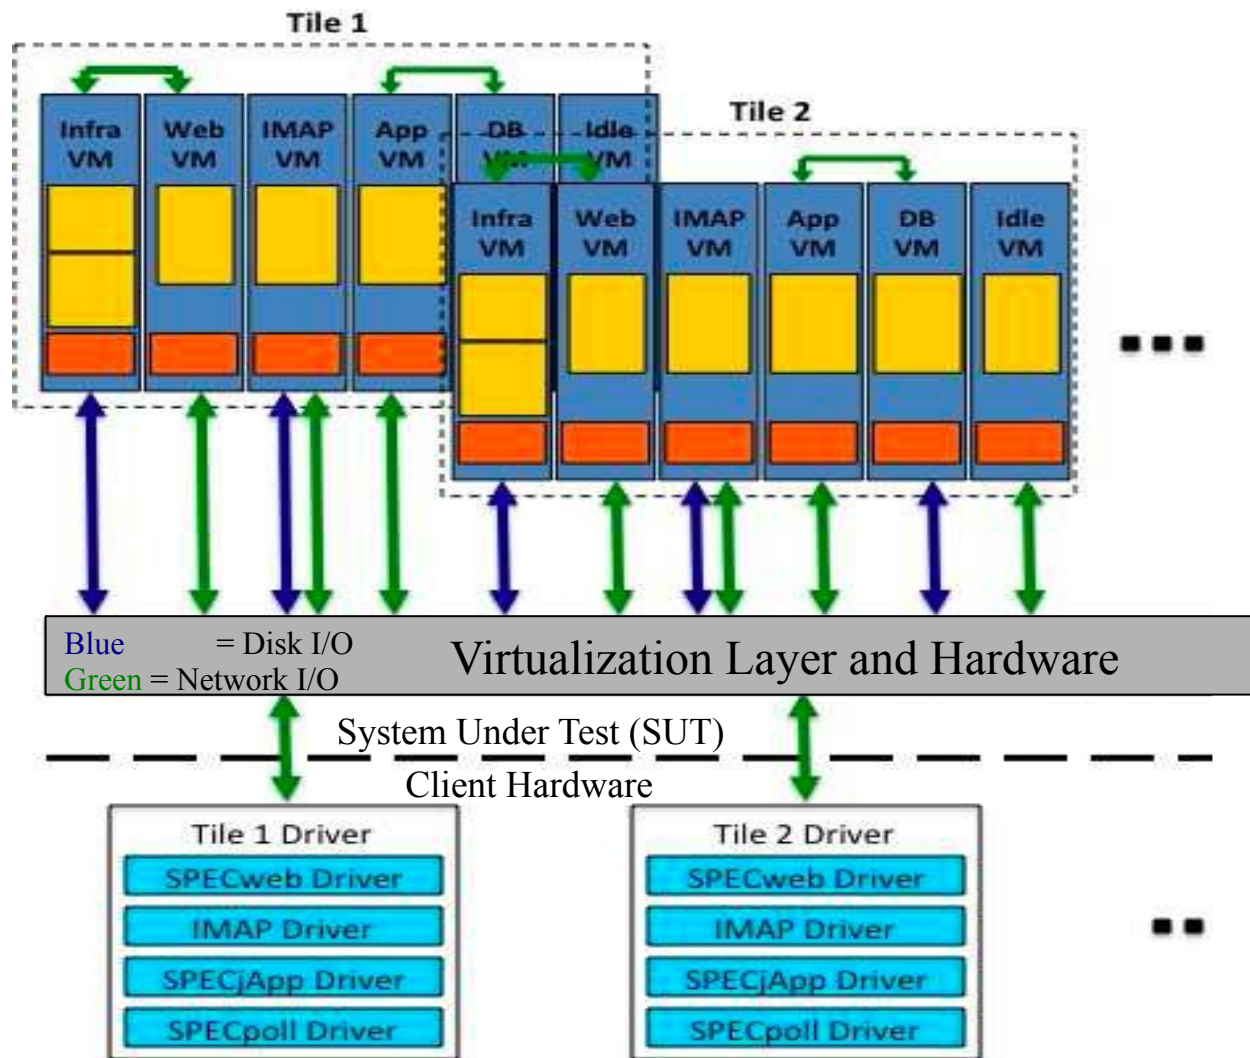 Tile 1
Infra VM
Web VM
IMAP VM
App VM
DB VM
Idle VM
Tile 2
Infra VM
Web VM
IMAP VM
App VM
DB VM
Idle VM
Blue = Disk I/O
Green = Network I/O
Virtualization Layer and Hardware
System Under Test (SUT)
Client Hardware
Tile 1 Driver
SPECweb Driver
IMAP Driver
SPECjApp Driver
SPECpoll Driver
Tile 2 Driver
SPECweb Driver
IMAP Driver
SPECjApp Driver
SPECpoll Driver